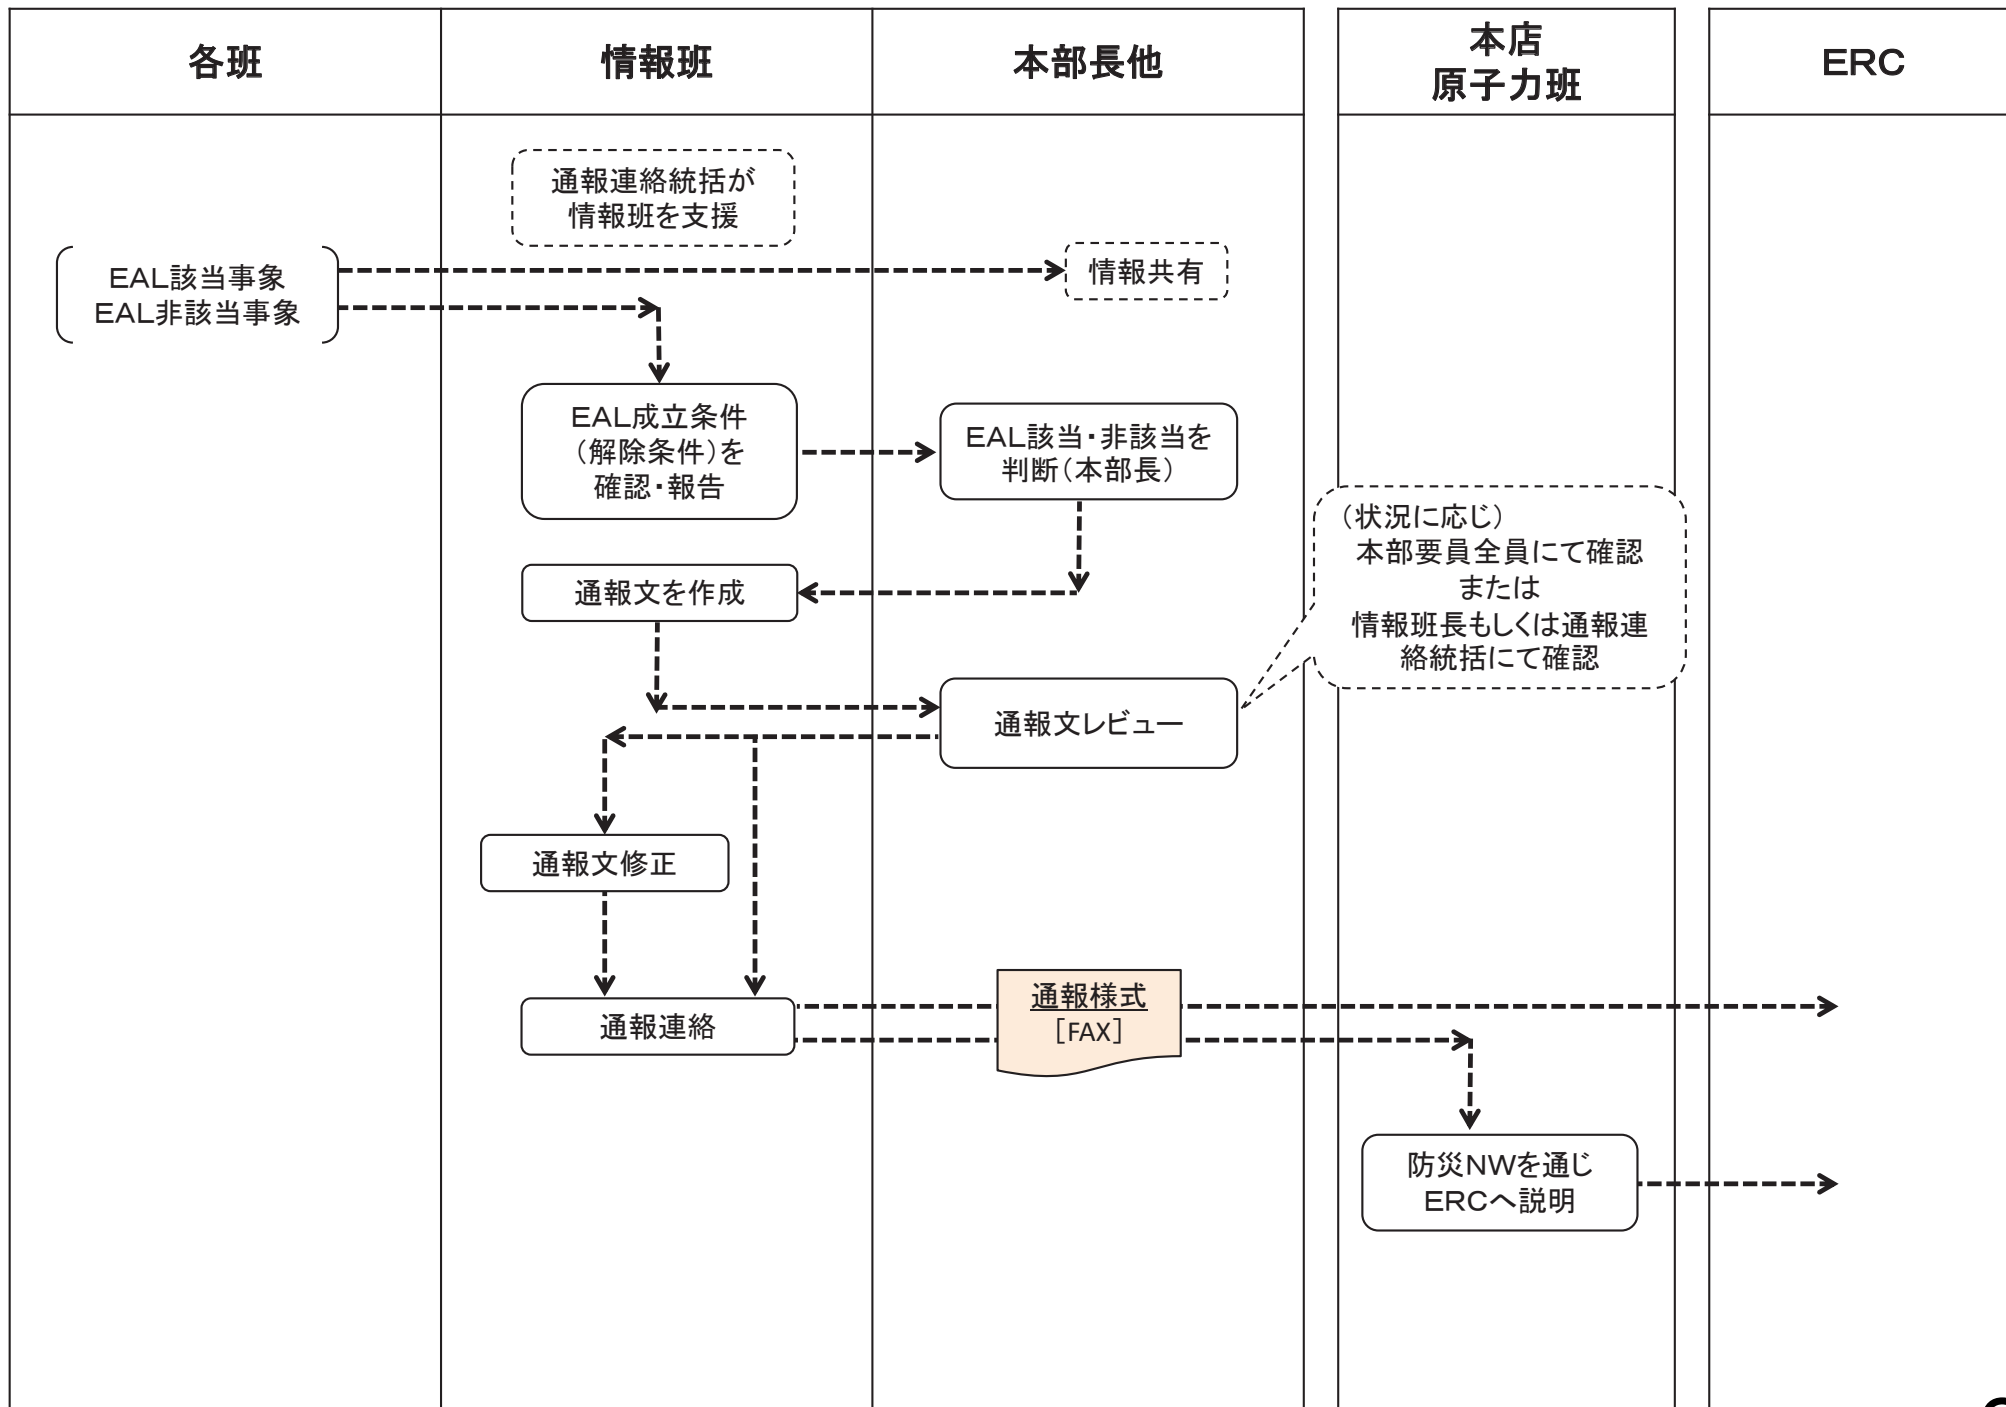 各班
情報班
本部長他
本店
原子力班
ERC
通報連絡統括が
情報班を支援
EAL該当事象
EAL非該当事象
情報共有
EAL成立条件
(解除条件)を
確認・報告
EAL該当・非該当を
判断(本部長)
(状況に応じ)
本部要員全員にて確認
または
情報班長もしくは通報連
絡統括にて確認
通報文を作成
通報文レビュー
通報文修正
通報様式
[FAX]
通報連絡
防災NWを通じ
ERCへ説明